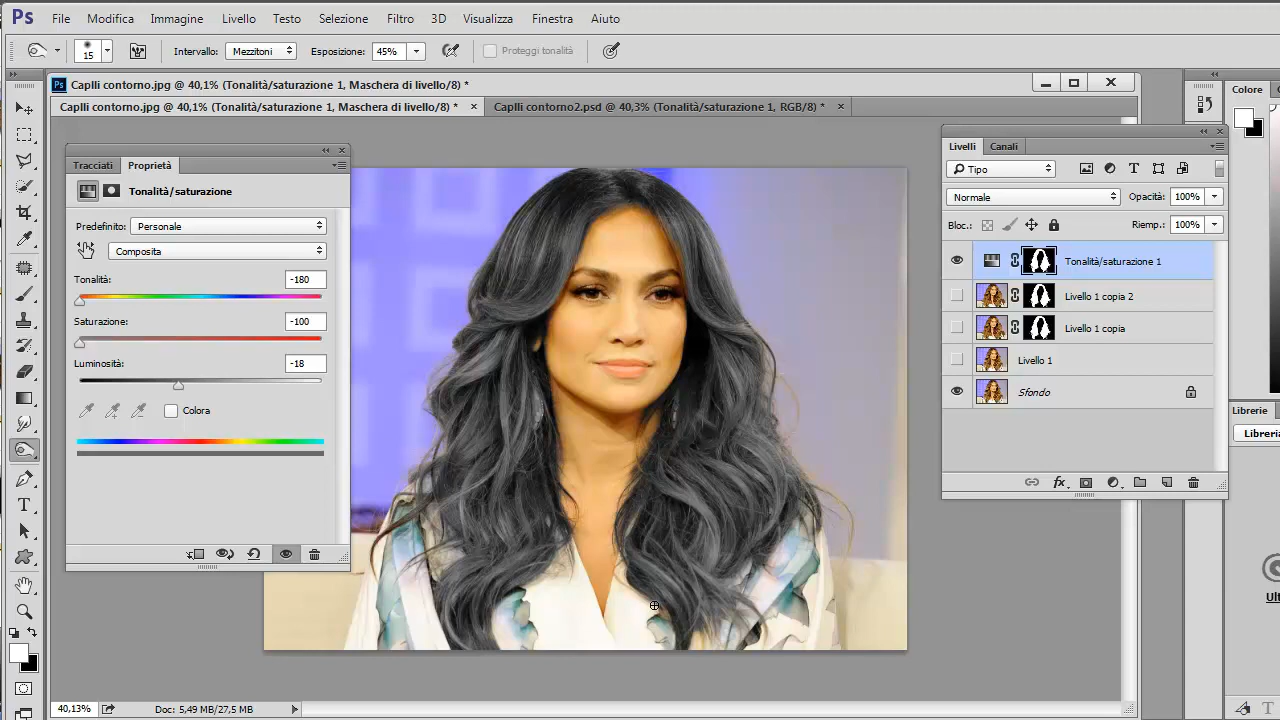 Ps File Modifica Immagine Livello Testo Selezione Filtro 3D Visualizza Finestra Aiuto
15 Intervallo: Mezzitoni Esposizione: 45% Proteggi tonalità
Ps Caplli contorno.jpg @ 40,1% (Tonalità/saturazione 1, Maschera di livello/8) *
Caplli contorno.jpg @ 40,1% (Tonalità/saturazione 1, Maschera di livello/8) * × Caplli contorno2.psd @ 40,3% (Tonalità/saturazione 1, RGB/8) * ×
Colore
Tracciati Proprietà
Tonalità/saturazione
Predefinito: Personale
Composita
Tonalità: -180
Saturazione: -100
Luminosità: -18
Colora
Livelli Canali
Tipo
Normale Opacità: 100%
Bloc.: Riemp.: 100%
Tonalità/saturazione 1
Livello 1 copia 2
Livello 1 copia
Livello 1
Sfondo
fx
Librerie
Libreri
Ult
40,13% Doc: 5,49 MB/27,5 MB